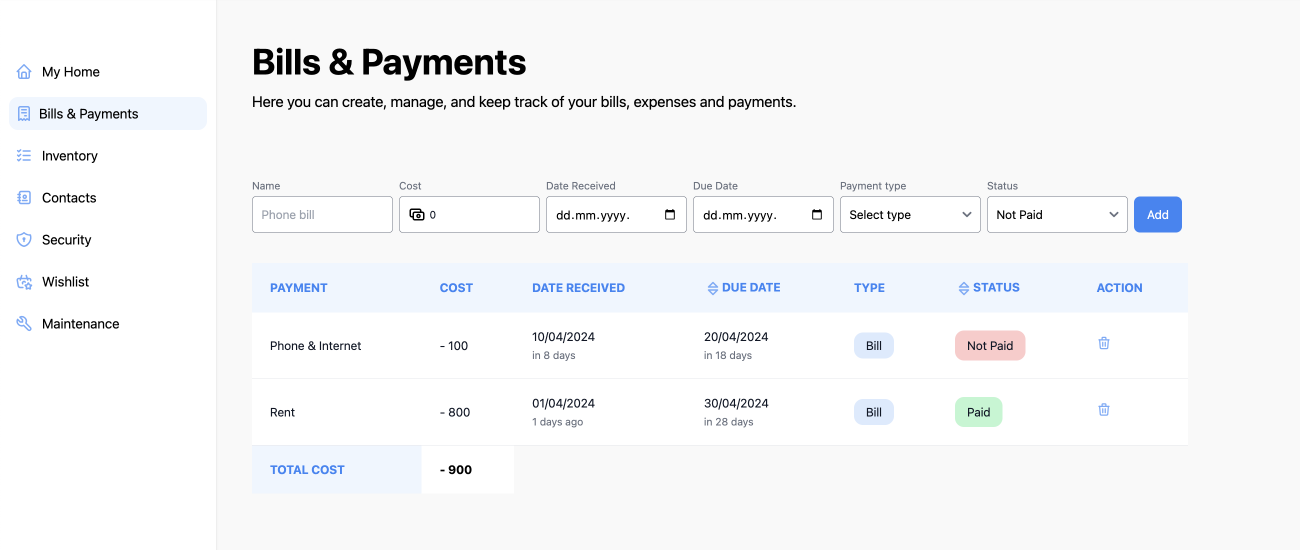 My Home
Bills & Payments
Inventory
Contacts
Security
Wishlist
Maintenance
Bills & Payments
Here you can create, manage, and keep track of your bills, expenses and payments.
Name Cost Date Received Due Date Payment type Status
Phone bill 0 dd.mm.yyyy. dd.mm.yyyy. Select type Not Paid Add
PAYMENT COST DATE RECEIVED DUE DATE TYPE STATUS ACTION
Phone & Internet - 100 10/04/2024 20/04/2024 Bill Not Paid
in 8 days in 18 days
Rent - 800 01/04/2024 30/04/2024 Bill Paid
1 days ago in 28 days
TOTAL COST - 900